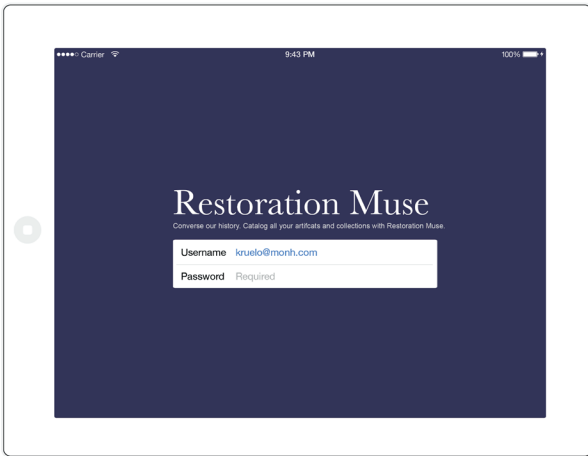 Carrier 9:43 PM 100%
Restoration Muse
Converse our history. Catalog all your artifcats and collections with Restoration Muse.
Username kruelo@monh.com
Password Required